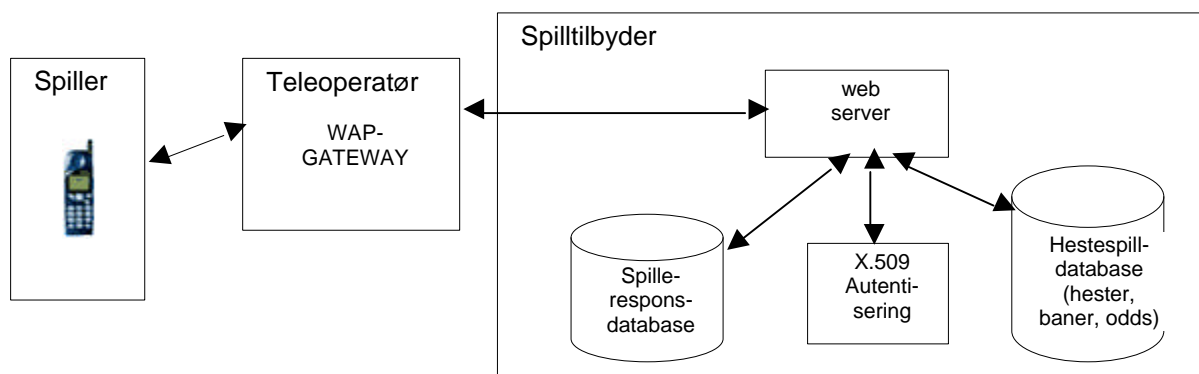 Spilltilbyder
Spiller
Teleoperatør
WAP-
GATEWAY
web
server
Spille-
respons-
database
X.509
Autenti-
sering
Hestespill-
database
(hester,
baner, odds)